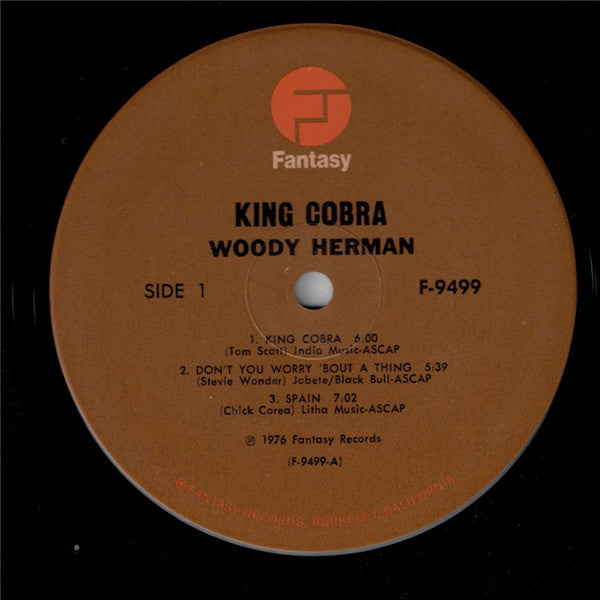 Fantasy
KING COBRA
WOODY HERMAN
SIDE 1
F-9499
1. KING COBRA 6.00
(Tom Scott) India Music-ASCAP
2. DON'T YOU WORRY 'BOUT A THING 5:39
(Stevie Wonder) Jobete/Black Bull-ASCAP
3. SPAIN 7:02
(Chick Corea) Litha Music-ASCAP
℗ 1976 Fantasy Records
(F-9499-A)
® FANTASY RECORDS, BERKELEY, CALIFORNIA